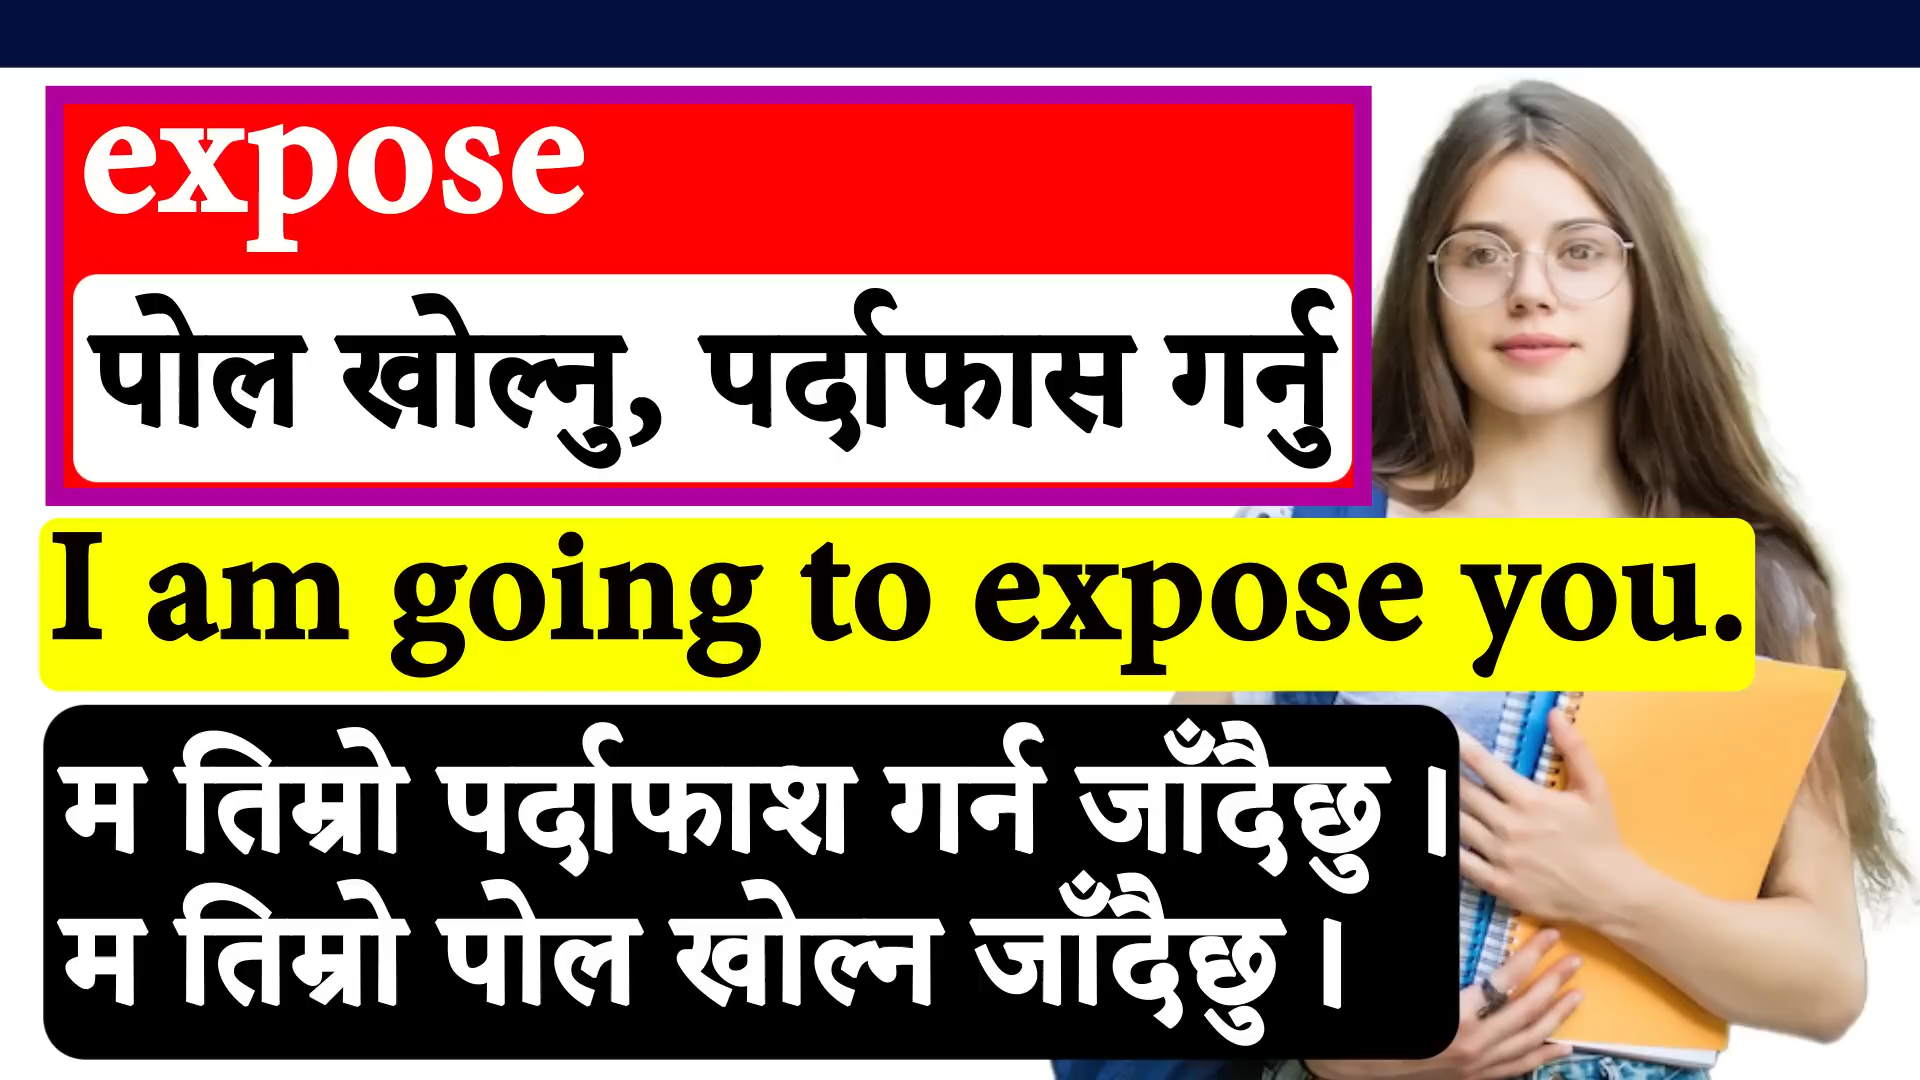 expose
पोल खोल्नु, पर्दाफास गर्नु
I am going to expose you.
म तिम्रो पर्दाफाश गर्न जाँदैछु ।
म तिम्रो पोल खोल्न जाँदैछु ।